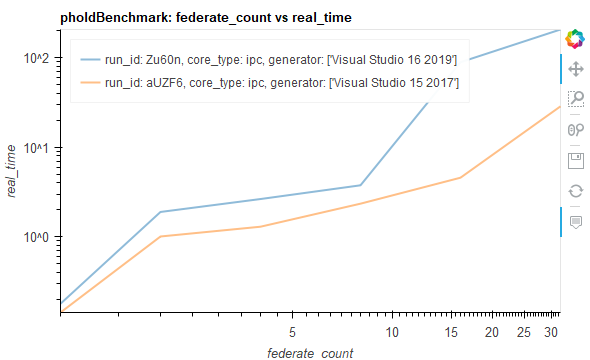 pholdBenchmark: federate_count vs real_time
run_id: Zu60n, core_type: ipc, generator: ['Visual Studio 16 2019']
run_id: aUZF6, core_type: ipc, generator: ['Visual Studio 15 2017']
10^2
10^1
10^0
real_time
5 10 15 20 25 30
federate_count